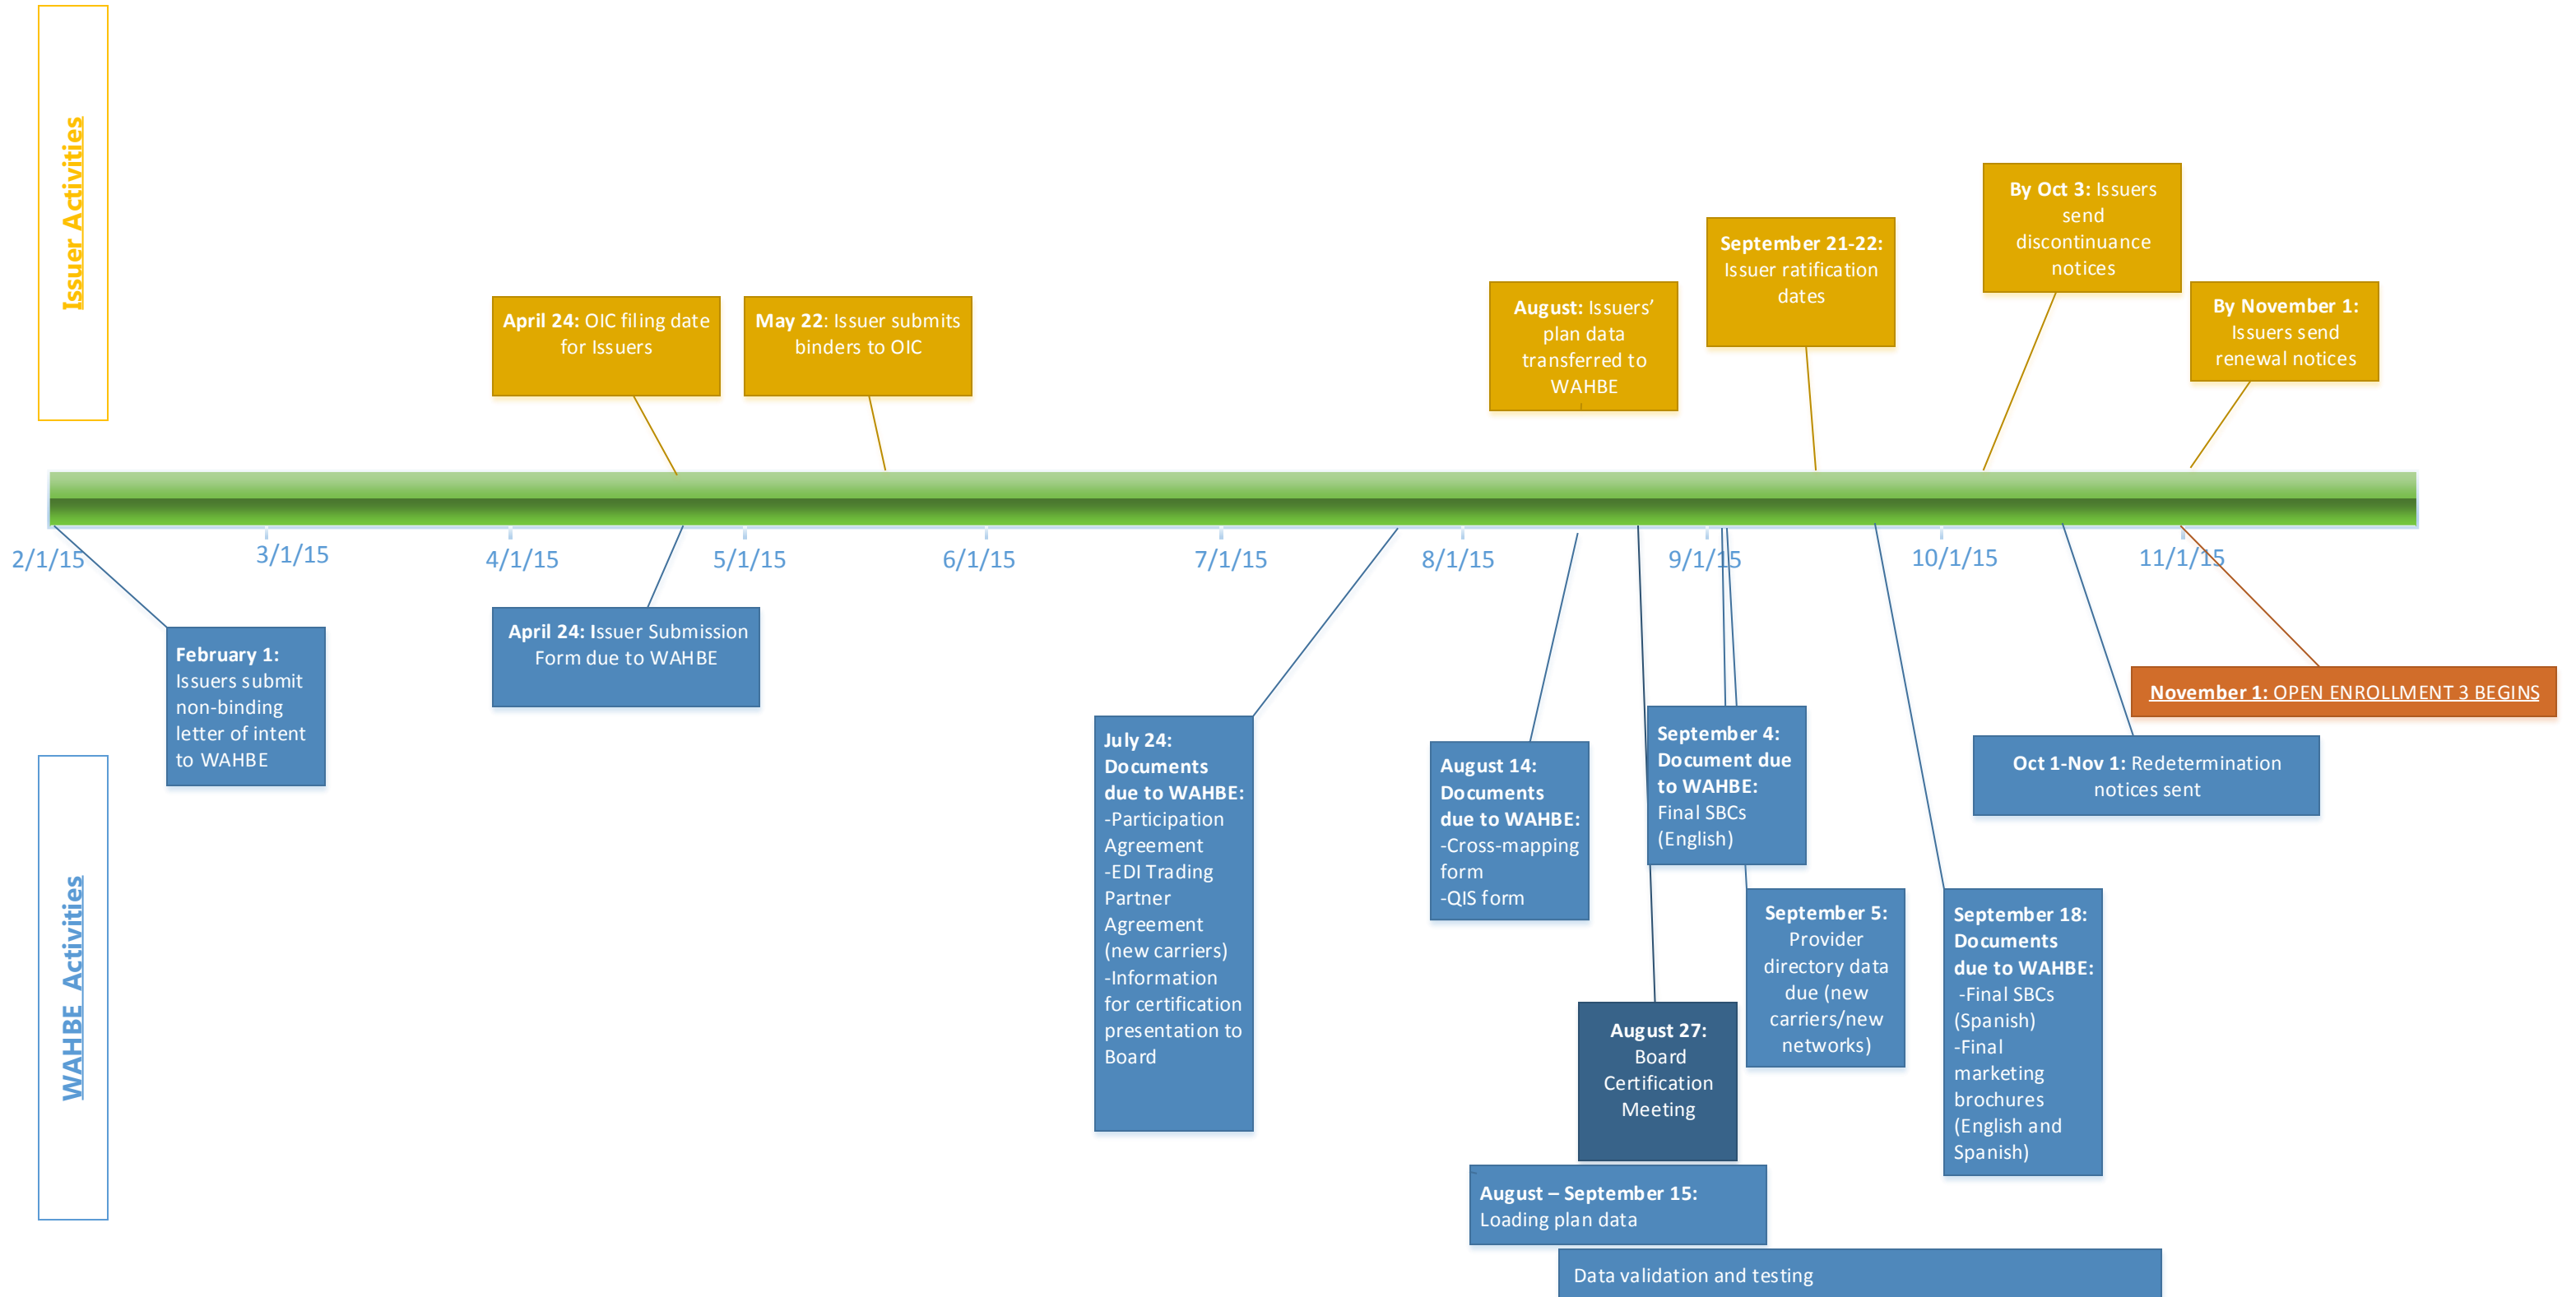 Issuer Activities
April 24: OIC filing date
for Issuers
May 22: Issuer submits
binders to OIC
August: Issuers’
plan data
transferred to
WAHBE
September 21-22:
Issuer ratification
dates
By Oct 3: Issuers
send
discontinuance
notices
By November 1:
Issuers send
renewal notices
2/1/15
3/1/15
4/1/15
5/1/15
6/1/15
7/1/15
8/1/15
9/1/15
10/1/15
11/1/15
WAHBE Activities
February 1:
Issuers submit
non-binding
letter of intent
to WAHBE
April 24: Issuer Submission
Form due to WAHBE
July 24:
Documents
due to WAHBE:
-Participation
Agreement
-EDI Trading
Partner
Agreement
(new carriers)
-Information
for certification
presentation to
Board
August 14:
Documents
due to WAHBE:
-Cross-mapping
form
-QIS form
August 27:
Board
Certification
Meeting
September 4:
Document due
to WAHBE:
Final SBCs
(English)
September 5:
Provider
directory data
due (new
carriers/new
networks)
September 18:
Documents
due to WAHBE:
-Final SBCs
(Spanish)
-Final
marketing
brochures
(English and
Spanish)
Oct 1-Nov 1: Redetermination
notices sent
November 1: OPEN ENROLLMENT 3 BEGINS
August – September 15:
Loading plan data
Data validation and testing